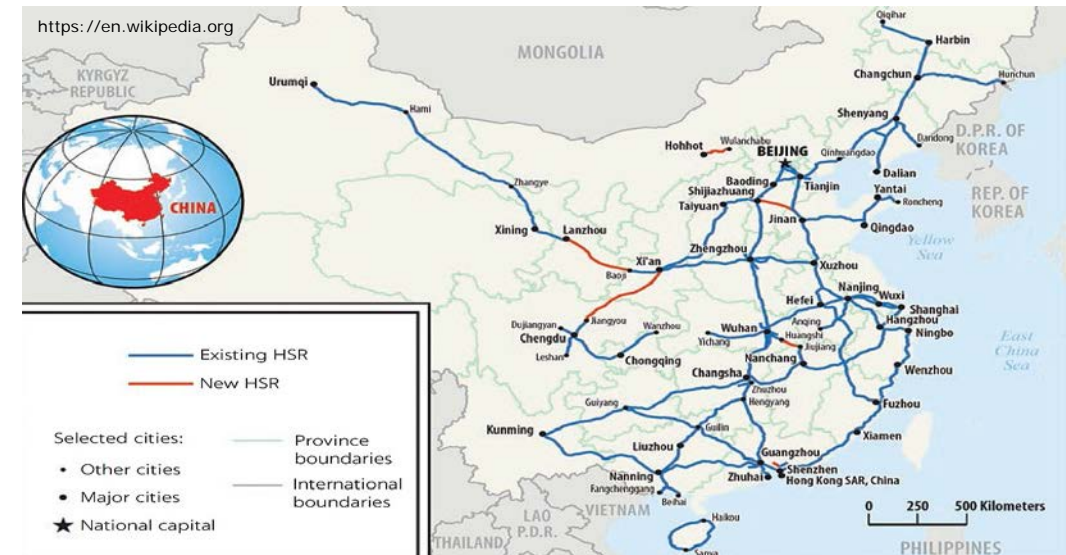 https://en.wikipedia.org
MONGOLIA
KYRGYZ
REPUBLIC
CHINA
Urumqi
Hami
Zhangye
Xining
Lanzhou
Baoji
Xi'an
Hohhot
Wulanchabu
BEIJING
Qiqihar
Harbin
Changchun
Hunchun
Shenyang
Dandong
D.P.R. OF
KOREA
REP. OF
KOREA
Qinhuangdao
Dalian
Baoding
Tianjin
Shijiazhuang
Taiyuan
Yantai
Roncheng
Jinan
Qingdao
Yellow
Sea
Zhengzhou
Xuzhou
Nanjing
Wuxi
Hefei
Shanghai
Hangzhou
Ningbo
Anqing
Wuhan
Huangshi
Jiujiang
Yichang
Nanchang
East
China
Sea
Wenzhou
Jiangyou
Dujiangyan
Chengdu
Leshan
Wanzhou
Chongqing
Changsha
Zhuzhou
Hengyang
Guiyang
Kunming
Guilin
Liuzhou
Fuzhou
Xiamen
Guangzhou
Shenzhen
Zhuhai
Hong Kong SAR, China
Nanning
Fangchenggang
Beihai
VIETNAM
LAO
P.D.R.
THAILAND
Haikou
Sanya
PHILIPPINES
0 250 500 Kilometers
Existing HSR
New HSR
Selected cities:
Other cities
Major cities
National capital
Province
boundaries
International
boundaries